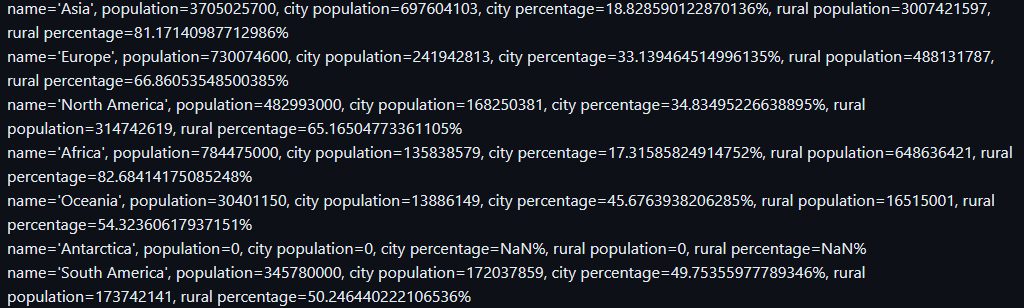 name='Asia', population=3705025700, city population=697604103, city percentage=18.828590122870136%, rural population=3007421597,
rural percentage=81.17140987712986%
name='Europe', population=730074600, city population=241942813, city percentage=33.139464514996135%, rural population=488131787,
rural percentage=66.86053548500385%
name='North America', population=482993000, city population=168250381, city percentage=34.83495226638895%, rural
population=314742619, rural percentage=65.16504773361105%
name='Africa', population=784475000, city population=135838579, city percentage=17.31585824914752%, rural population=648636421, rural
percentage=82.68414175085248%
name='Oceania', population=30401150, city population=13886149, city percentage=45.6763938206285%, rural population=16515001, rural
percentage=54.32360617937151%
name='Antarctica', population=0, city population=0, city percentage=NaN%, rural population=0, rural percentage=NaN%
name='South America', population=345780000, city population=172037859, city percentage=49.75355977789346%, rural
population=173742141, rural percentage=50.246440222106536%